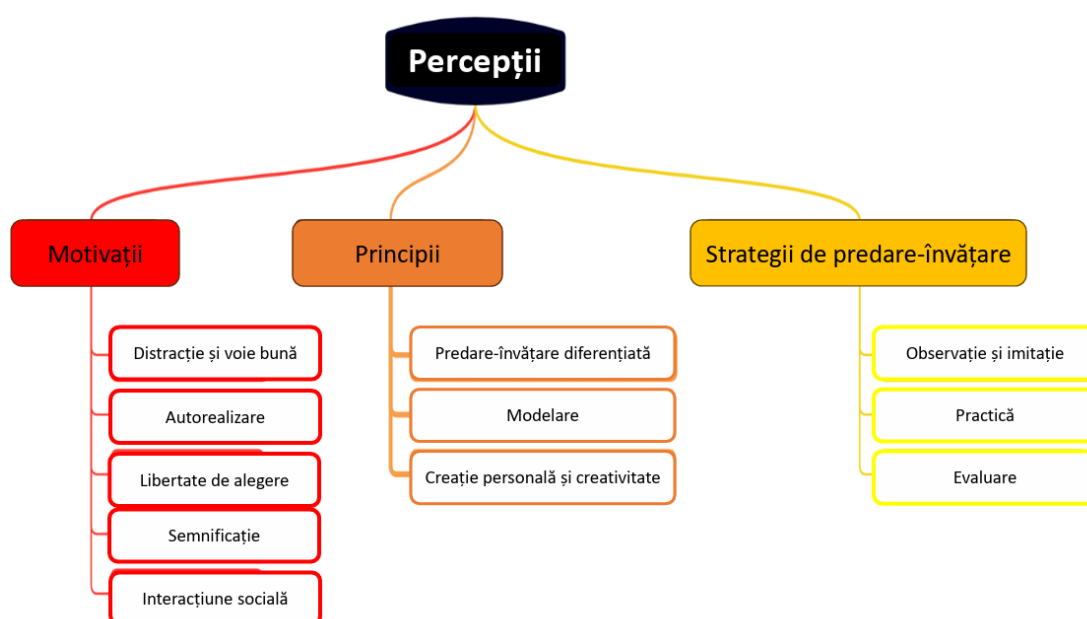 Percepții
Motivații
Distracție și voie bună
Autorealizare
Libertate de alegere
Semnificație
Interacțiune socială
Principii
Predare-învățare diferențiată
Modelare
Creație personală și creativitate
Strategii de predare-învățare
Observație și imitație
Practică
Evaluare